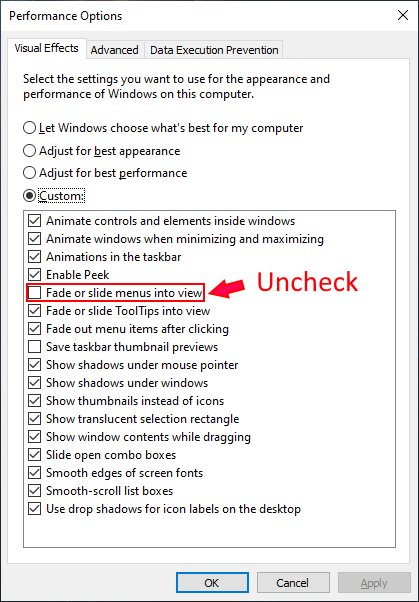 Performance Options
Visual Effects Advanced Data Execution Prevention
Select the settings you want to use for the appearance and
performance of Windows on this computer.
Let Windows choose what's best for my computer
Adjust for best appearance
Adjust for best performance
Custom:
Animate controls and elements inside windows
Animate windows when minimizing and maximizing
Animations in the taskbar
Enable Peek
Fade or slide menus into view Uncheck
Fade or slide ToolTips into view
Fade out menu items after clicking
Save taskbar thumbnail previews
Show shadows under mouse pointer
Show shadows under windows
Show thumbnails instead of icons
Show translucent selection rectangle
Show window contents while dragging
Slide open combo boxes
Smooth edges of screen fonts
Smooth-scroll list boxes
Use drop shadows for icon labels on the desktop
OK Cancel Apply